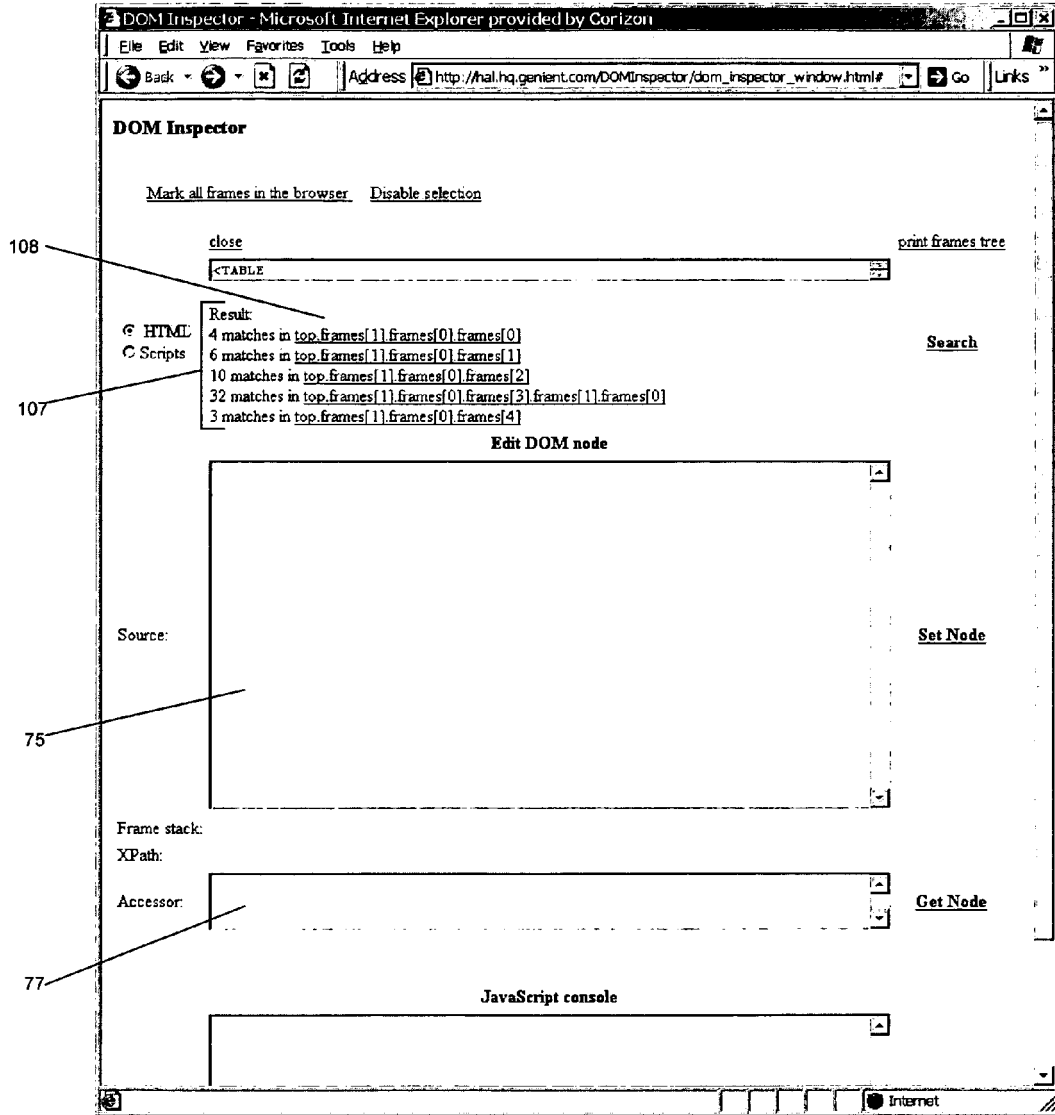 DOM Inspector - Microsoft Internet Explorer provided by Corizon
File Edit View Favorites Tools Help
Back Address http://hal.hq.genient.com/DOMInspector/dom_inspector_window.html# Go Links »
DOM Inspector
Mark all frames in the browser Disable selection
108
close print frames tree
<TABLE
HTML
Scripts
Result:
4 matches in top.frames[1].frames[0].frames[0]
6 matches in top.frames[1].frames[0].frames[1]
10 matches in top.frames[1].frames[0].frames[2]
32 matches in top.frames[1].frames[0].frames[3].frames[1].frames[0]
3 matches in top.frames[1].frames[0].frames[4]
Search
107
Edit DOM node
Source: Set Node
75
Frame stack:
XPath:
Accessor: Get Node
77
JavaScript console
Internet